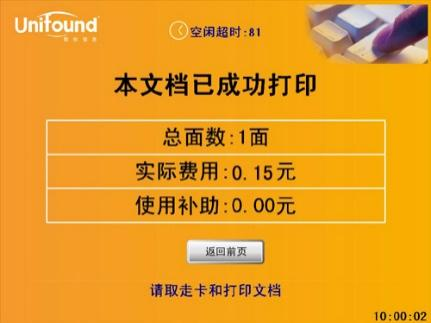 Unifound
空闲超时:81
本文档已成功打印
总面数:1面
实际费用:0.15元
使用补助:0.00元
返回前页
请取走卡和打印文档
10:00:02